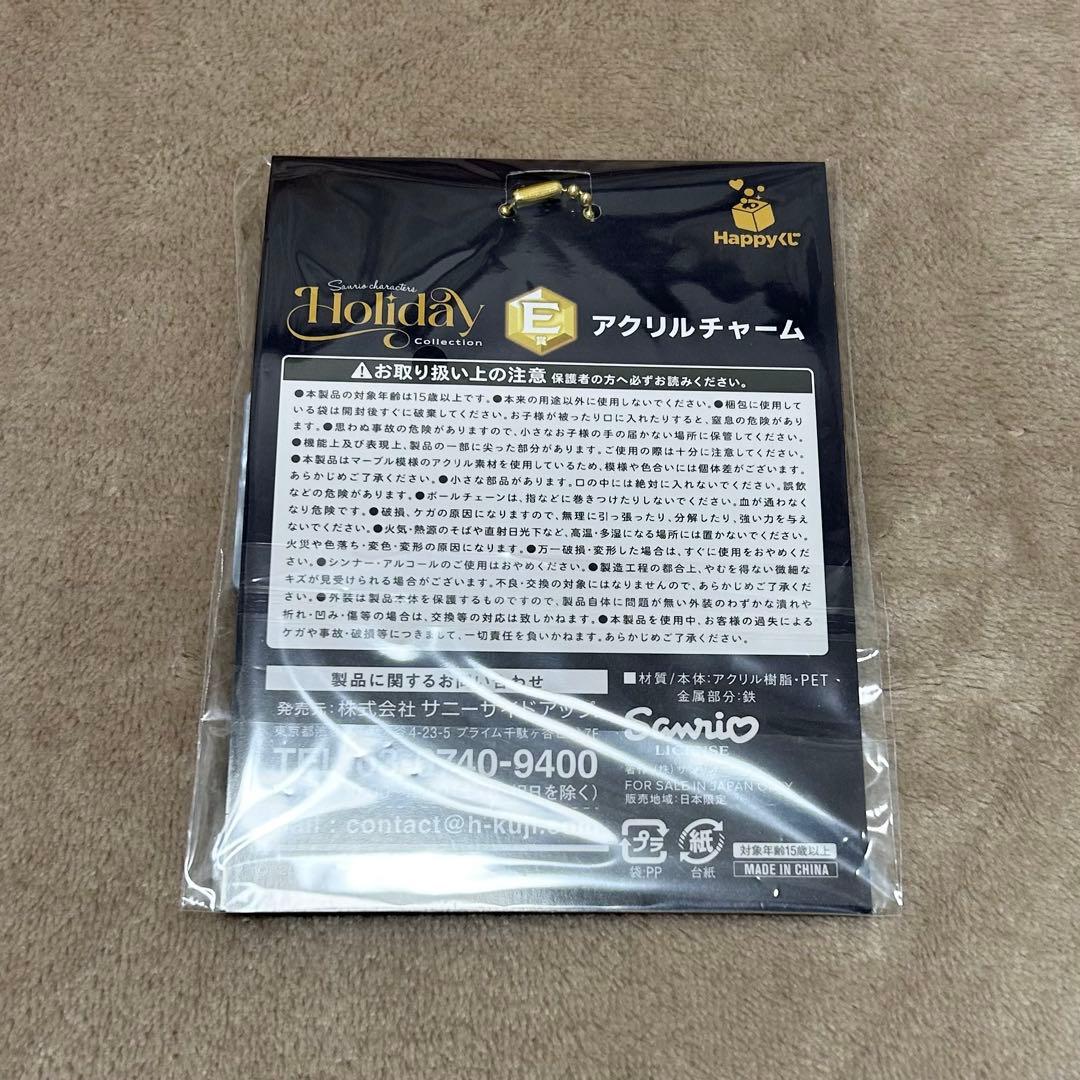 Happyくじ
Sanrio characters
Holiday
Collection
E
賞
アクリルチャーム
お取り扱い上の注意 保護者の方へ必ずお読みください。
●本製品の対象年齢は15歳以上です。●本来の用途以外に使用しないでください。●梱包に使用して
いる袋は開封後すぐに破棄してください。お子様が被ったり口に入れたりすると、窒息の危険があり
ます。●思わぬ事故の危険がありますので、小さなお子様の手の届かない場所に保管してください。
●機能上及び表現上、製品の一部に尖った部分があります。ご使用の際は十分に注意してください。
●本製品はマーブル模様のアクリル素材を使用しているため、模様や色合いには個体差がございます。
あらかじめご了承ください。●小さな部品があります。口の中には絶対に入れないでください。誤飲
などの危険があります。●ボールチェーンは、指などに巻きつけたりしないでください。血が通わなく
なり危険です。●破損、ケガの原因になりますので、無理に引っ張ったり、分解したり、強い力を与え
ないでください。●火気・熱源のそばや直射日光下など、高温・多湿になる場所には置かないでください。
火災や色落ち・変色・変形の原因になります。●万一破損・変形した場合は、すぐに使用をおやめくだ
さい。●シンナー・アルコールのご使用はおやめください。●製造工程の都合上、やむを得ない微細な
キズが見受けられる場合がございます。不良・交換の対象にはなりませんので、あらかじめご了承くだ
さい。●外装は製品本体を保護するものですので、製品自体に問題が無い外装のわずかな潰れや
折れ・凹み・傷等の場合は、交換等の対応は致しかねます。●本製品を使用中、お客様の過失による
ケガや事故・破損等につきまして、一切責任を負いかねます。あらかじめご了承ください。
製品に関するお問い合わせ
発売元:株式会社 サニーサイドアップ
4-23-5 プライム千駄ヶ谷 7F
TEL 740-9400
を除く)
mail : contact@h-kuji.com
■材質/本体:アクリル樹脂・PET、
金属部分:鉄
Sanrio
LICENSE
FOR SALE IN JAPAN ONLY
販売地域:日本限定
プラ
袋:PP
紙
台紙
対象年齢15歳以上
MADE IN CHINA